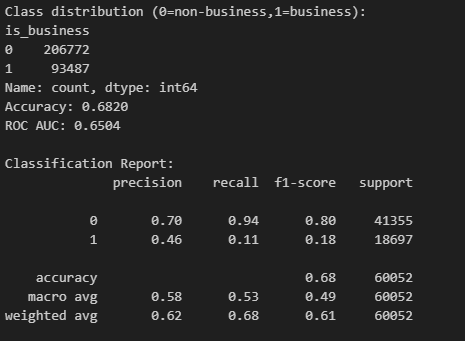 Class distribution (0=non-business,1=business):
is_business
0    206772
1     93487
Name: count, dtype: int64
Accuracy: 0.6820
ROC AUC: 0.6504

Classification Report:
              precision    recall  f1-score   support

           0       0.70      0.94      0.80     41355
           1       0.46      0.11      0.18     18697

    accuracy                           0.68     60052
   macro avg       0.58      0.53      0.49     60052
weighted avg       0.62      0.68      0.61     60052